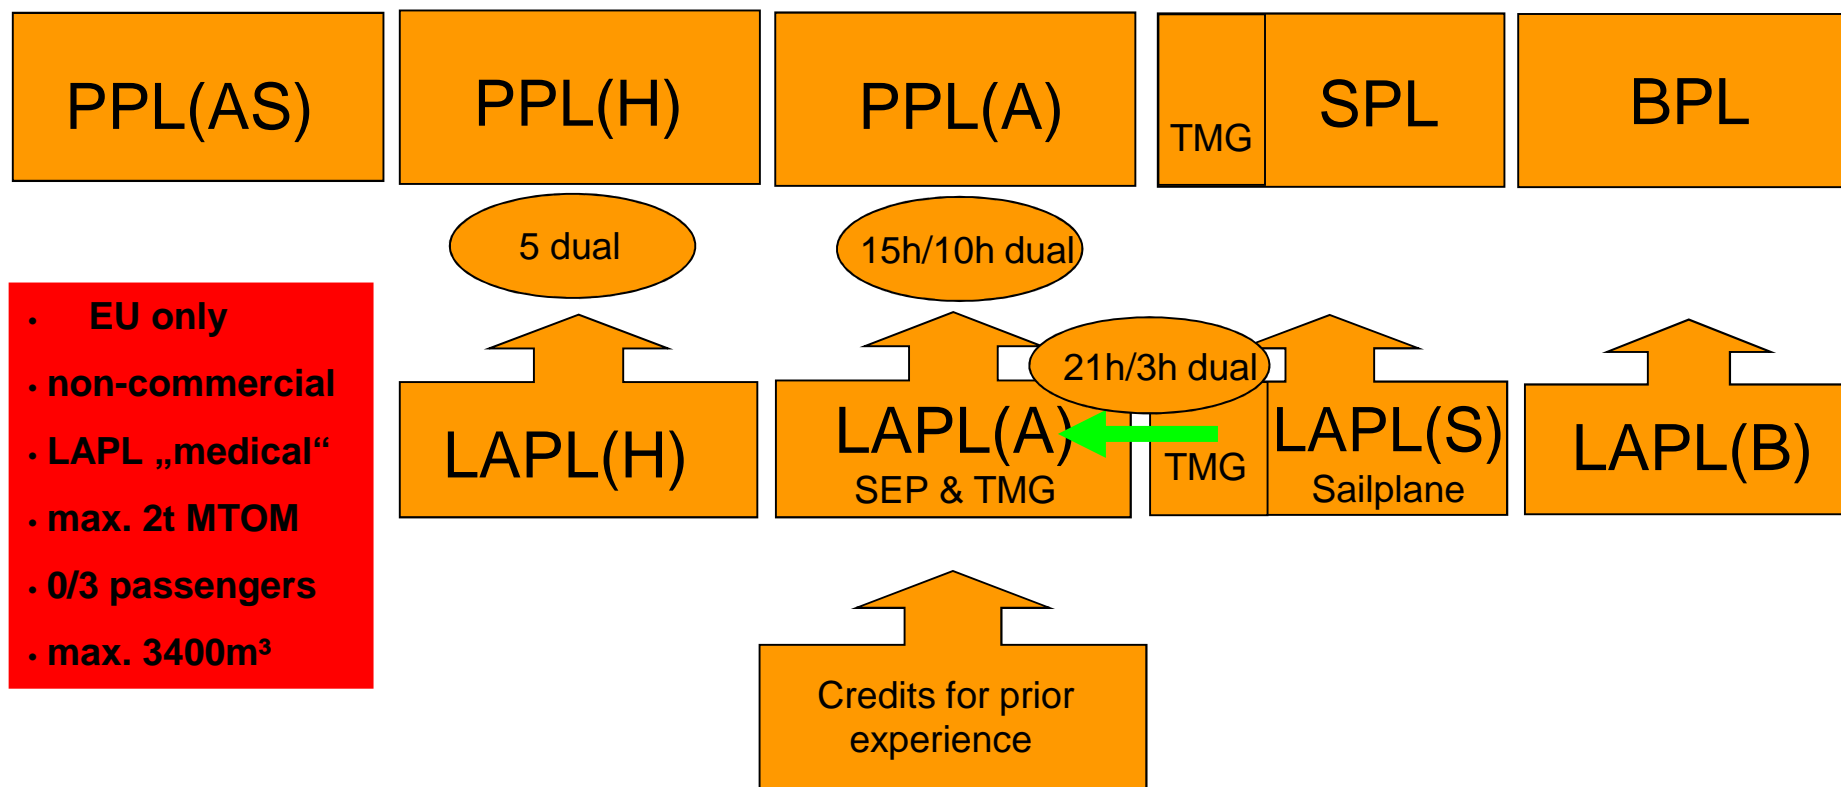 PPL(AS)
PPL(H)
PPL(A)
TMG
SPL
BPL
5 dual
15h/10h dual
• EU only
• non-commercial
• LAPL „medical“
• max. 2t MTOM
• 0/3 passengers
• max. 3400m³
21h/3h dual
LAPL(H)
LAPL(A)
SEP & TMG
TMG
LAPL(S)
Sailplane
LAPL(B)
Credits for prior
experience